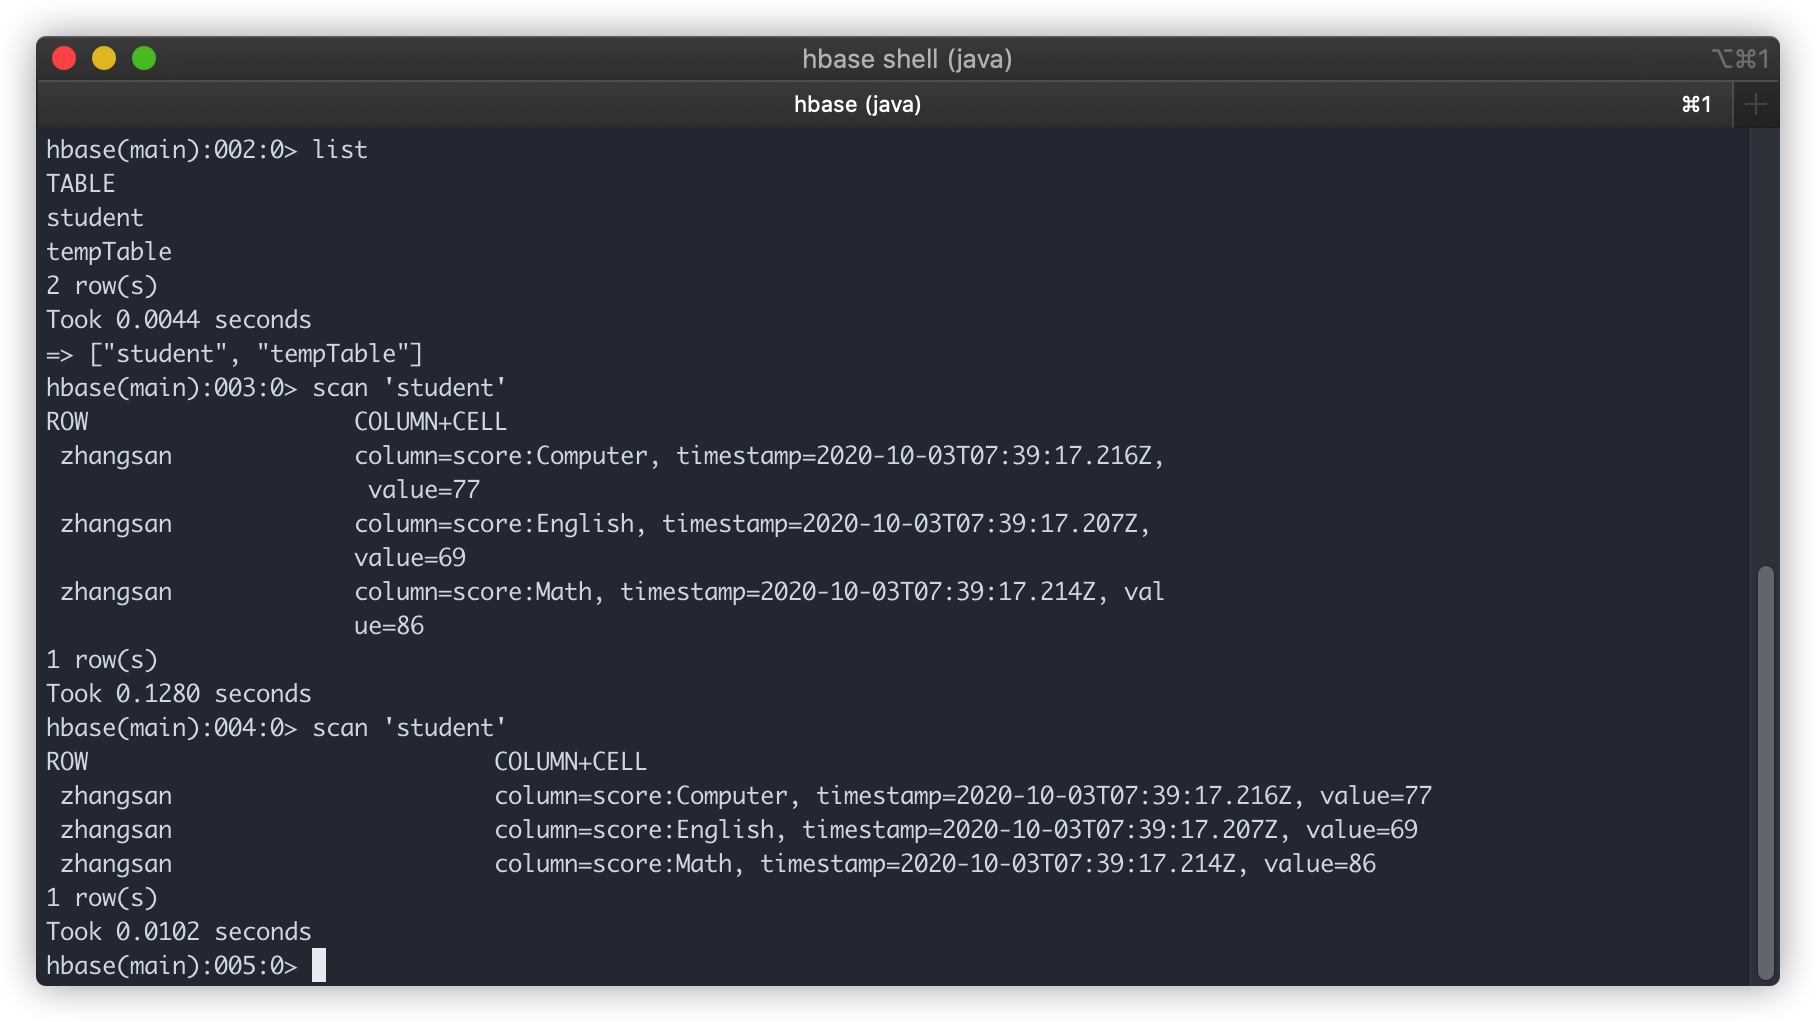 hbase shell (java)
⌥⌘1
hbase (java)
⌘1
hbase(main):002:0> list
TABLE
student
tempTable
2 row(s)
Took 0.0044 seconds
=> ["student", "tempTable"]
hbase(main):003:0> scan 'student'
ROW                   COLUMN+CELL
 zhangsan             column=score:Computer, timestamp=2020-10-03T07:39:17.216Z,
                       value=77
 zhangsan             column=score:English, timestamp=2020-10-03T07:39:17.207Z,
                      value=69
 zhangsan             column=score:Math, timestamp=2020-10-03T07:39:17.214Z, val
                      ue=86
1 row(s)
Took 0.1280 seconds
hbase(main):004:0> scan 'student'
ROW                             COLUMN+CELL
 zhangsan                       column=score:Computer, timestamp=2020-10-03T07:39:17.216Z, value=77
 zhangsan                       column=score:English, timestamp=2020-10-03T07:39:17.207Z, value=69
 zhangsan                       column=score:Math, timestamp=2020-10-03T07:39:17.214Z, value=86
1 row(s)
Took 0.0102 seconds
hbase(main):005:0>